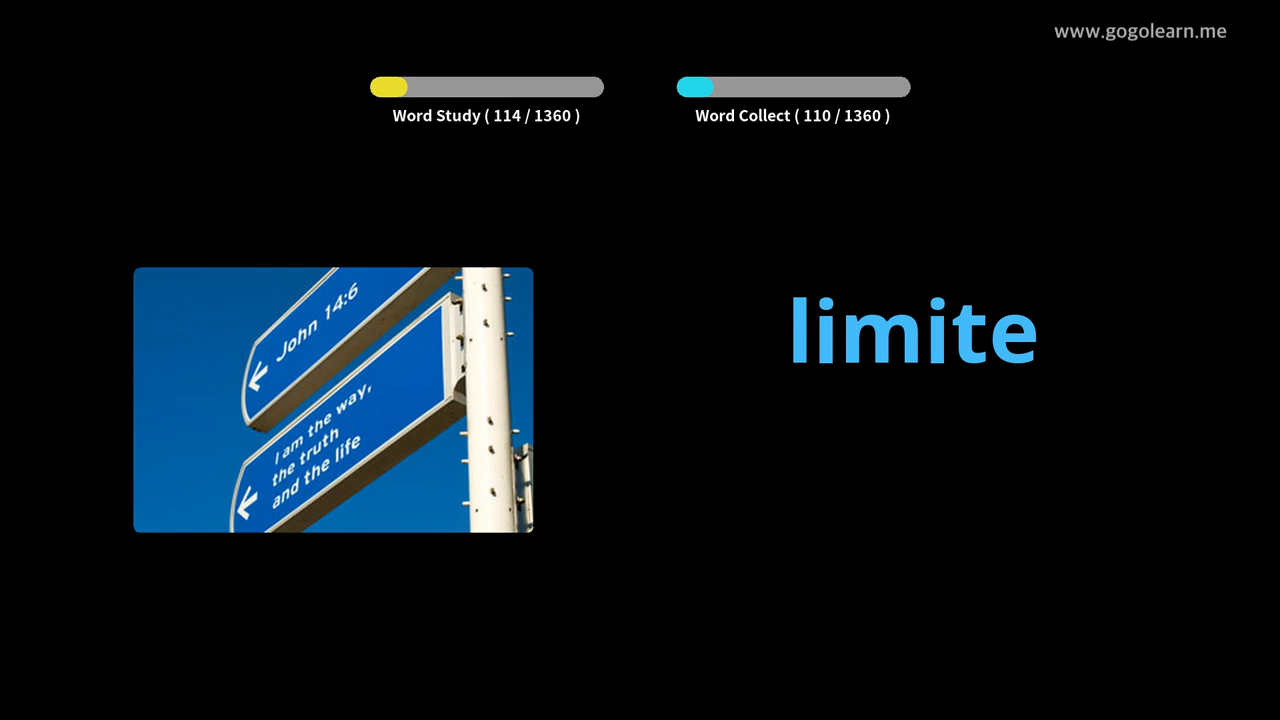 www.gogolearn.me
Word Study ( 114 / 1360 )
Word Collect ( 110 / 1360 )
John 14:6
I am the way,
the truth
and the life
limite